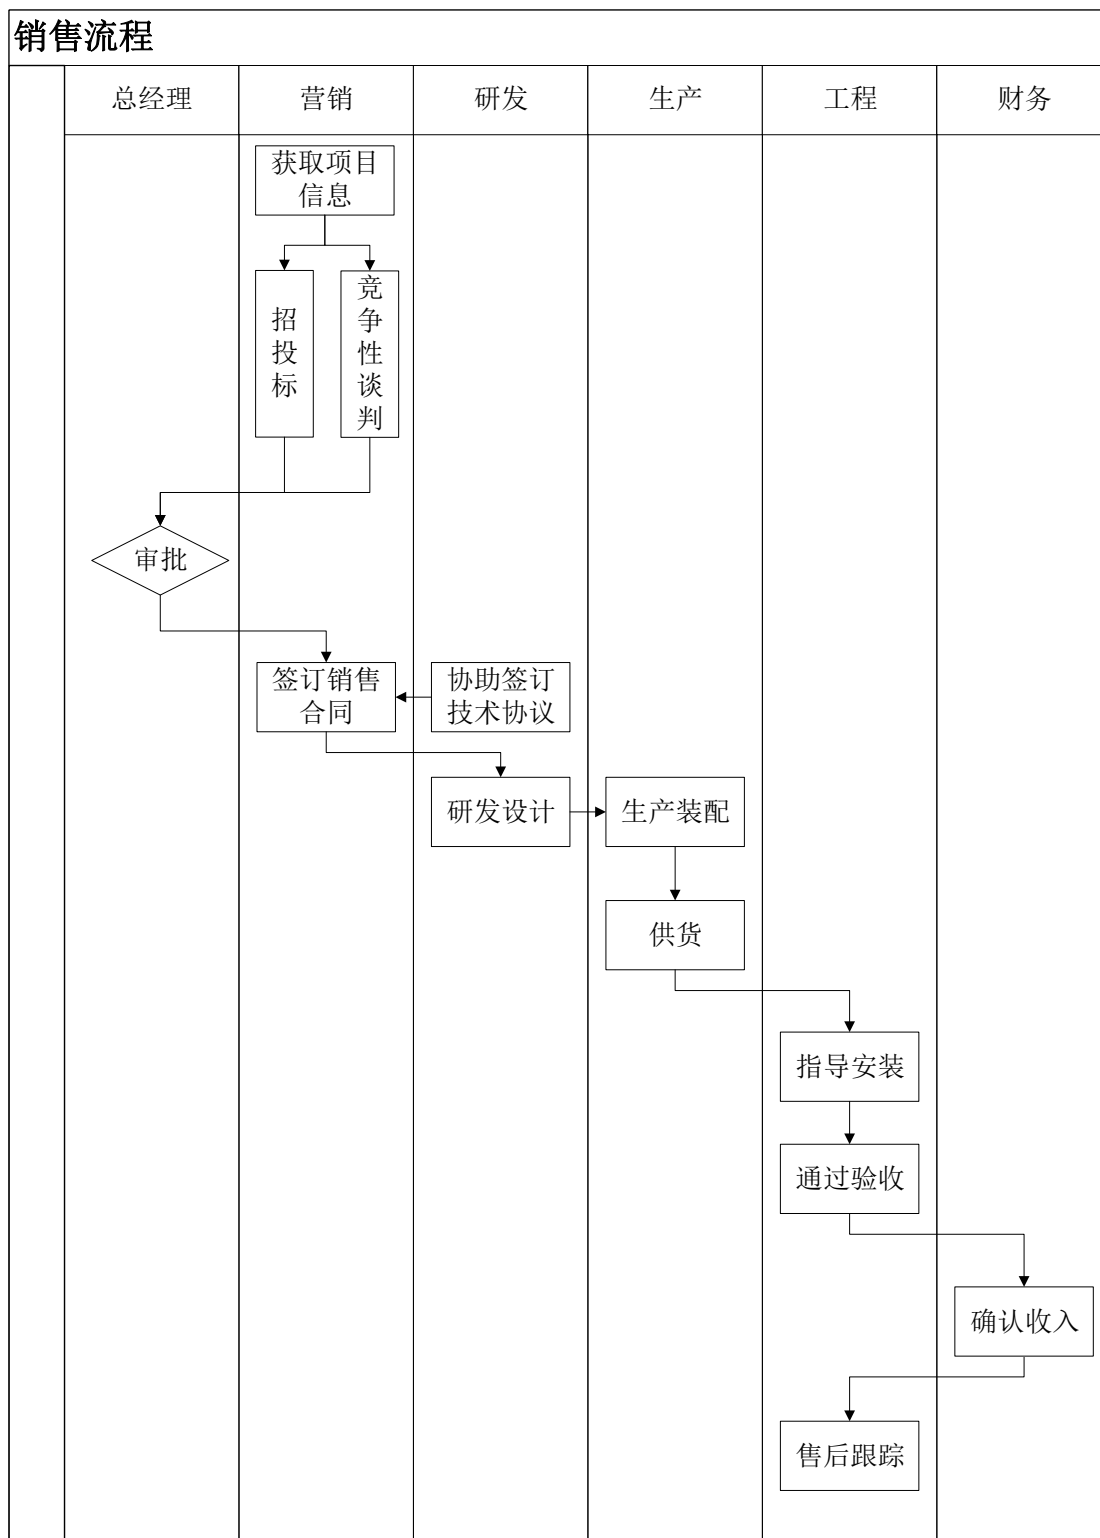 销售流程
总经理 营销 研发 生产 工程 财务
获取项目
信息
招投标
竞争性谈判
审批
签订销售
合同
协助签订
技术协议
研发设计
生产装配
供货
指导安装
通过验收
确认收入
售后跟踪